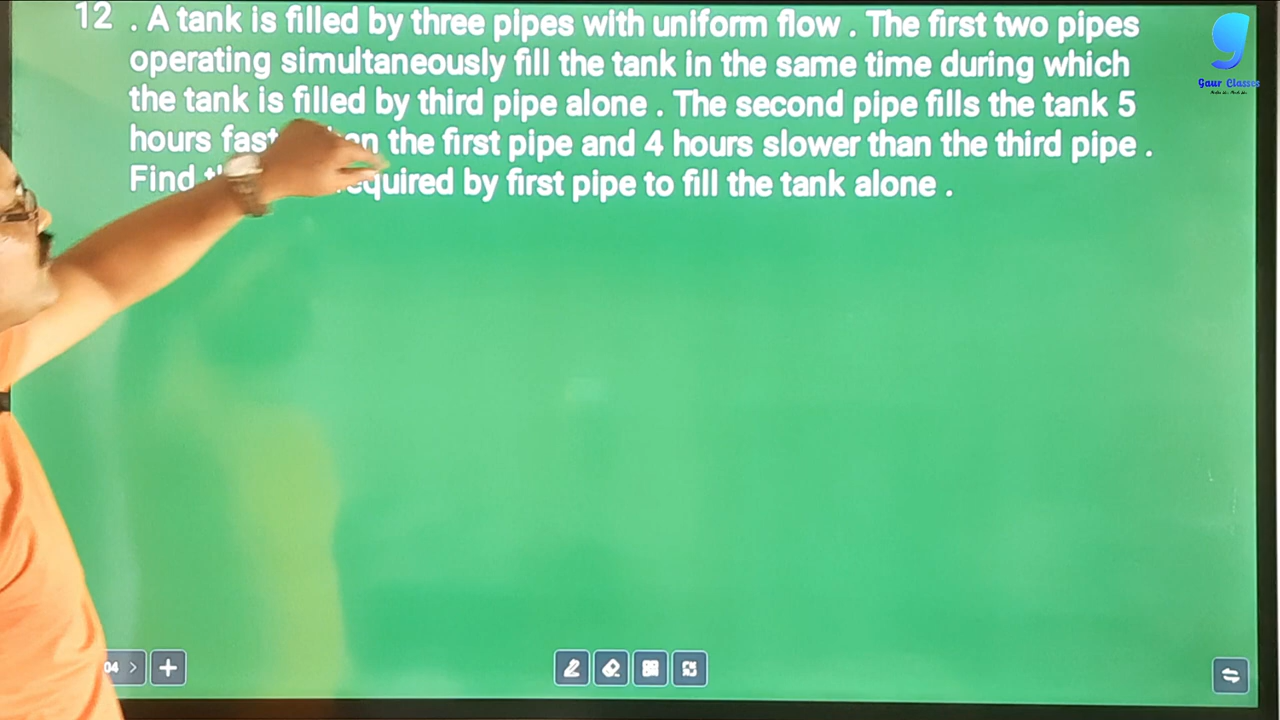 12 . A tank is filled by three pipes with uniform flow . The first two pipes
operating simultaneously fill the tank in the same time during which
the tank is filled by third pipe alone . The second pipe fills the tank 5
hours the first pipe and 4 hours slower than the third pipe .
Find by first pipe to fill the tank alone .
Gaur Classes
04